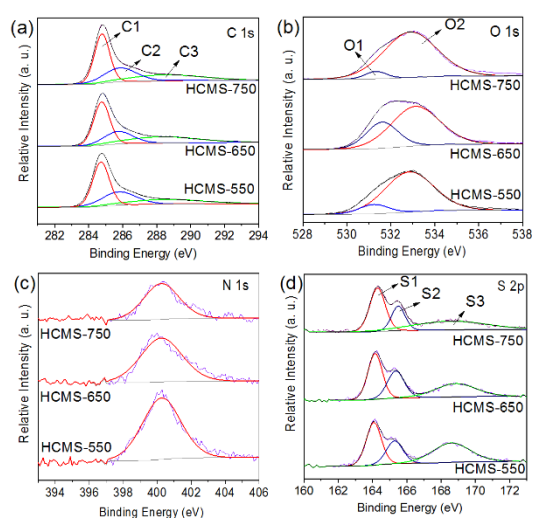 (a) C1 C 1s
C2 C3
HCMS-750
HCMS-650
HCMS-550
Relative Intensity (a. u.)
282 284 286 288 290 292 294
Binding Energy (eV)
(b) O 1s
O2
O1
HCMS-750
HCMS-650
HCMS-550
Relative Intensity (a. u.)
528 530 532 534 536 538
Binding Energy (eV)
(c) N 1s
HCMS-750
HCMS-650
HCMS-550
Relative Intensity (a. u.)
394 396 398 400 402 404 406
Binding Energy (eV)
(d) S1 S 2p
S2 S3
HCMS-750
HCMS-650
HCMS-550
Relative Intensity (a. u.)
160 162 164 166 168 170 172
Binding Energy (eV)